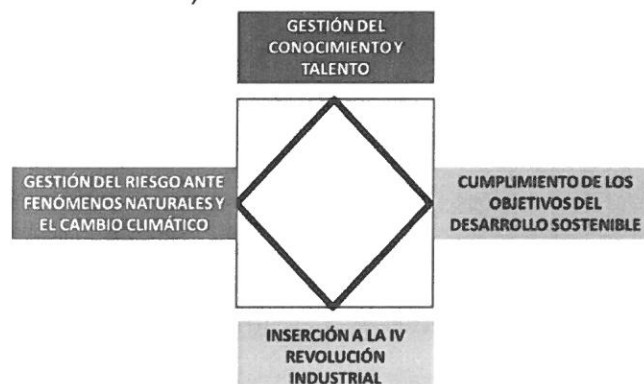 GESTIÓN DEL
CONOCIMIENTO Y
TALENTO
GESTIÓN DEL RIESGO ANTE
FENÓMENOS NATURALES Y
EL CAMBIO CLIMÁTICO
CUMPLIMIENTO DE LOS
OBJETIVOS DEL
DESARROLLO SOSTENIBLE
INSERCIÓN A LA IV
REVOLUCIÓN
INDUSTRIAL